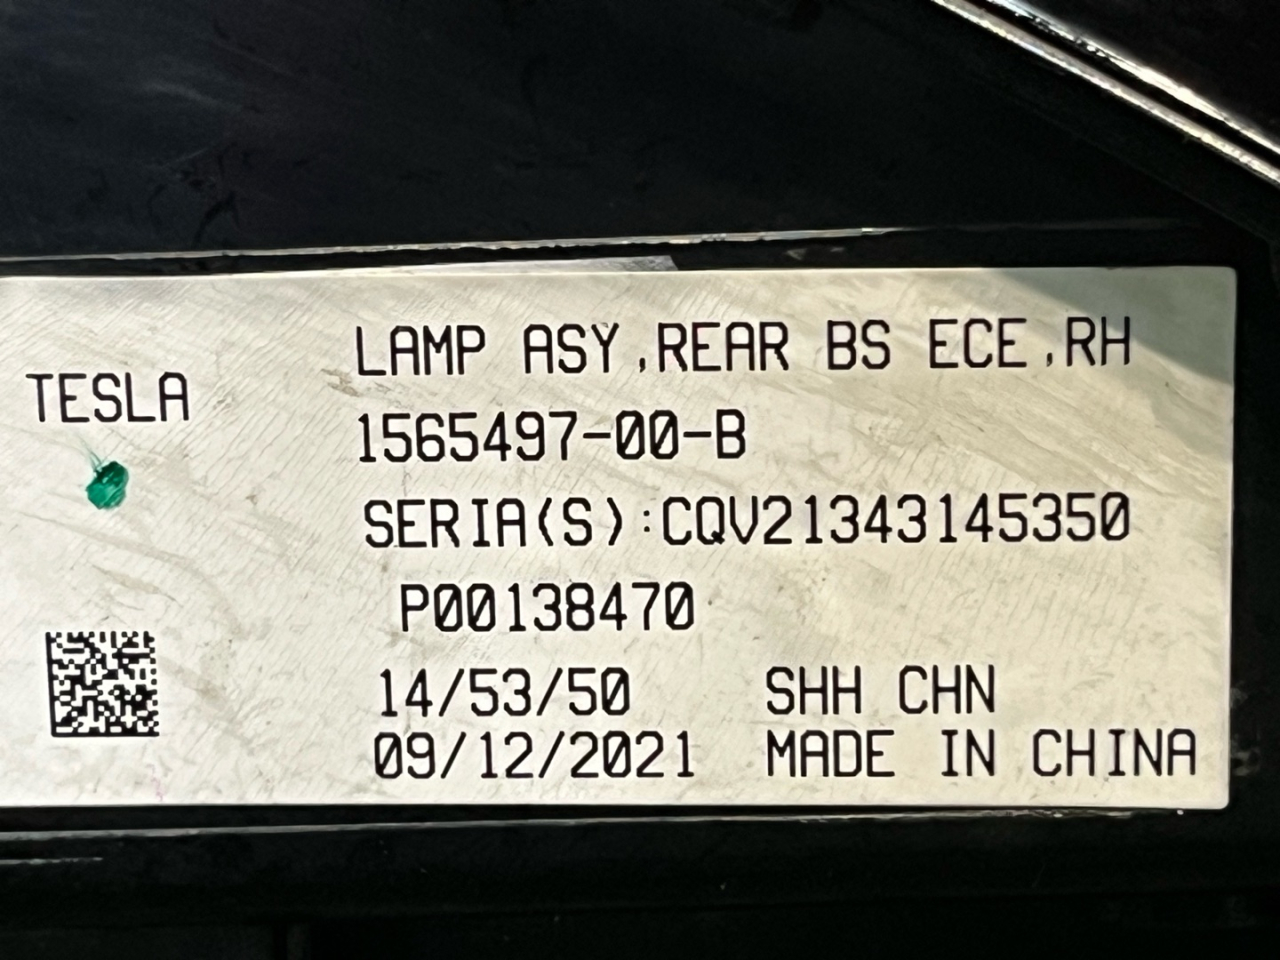 LAMP ASY,REAR BS ECE,RH
TESLA
1565497-00-B
SERIA(S):CQV21343145350
P00138470
14/53/50 SHH CHN
09/12/2021 MADE IN CHINA